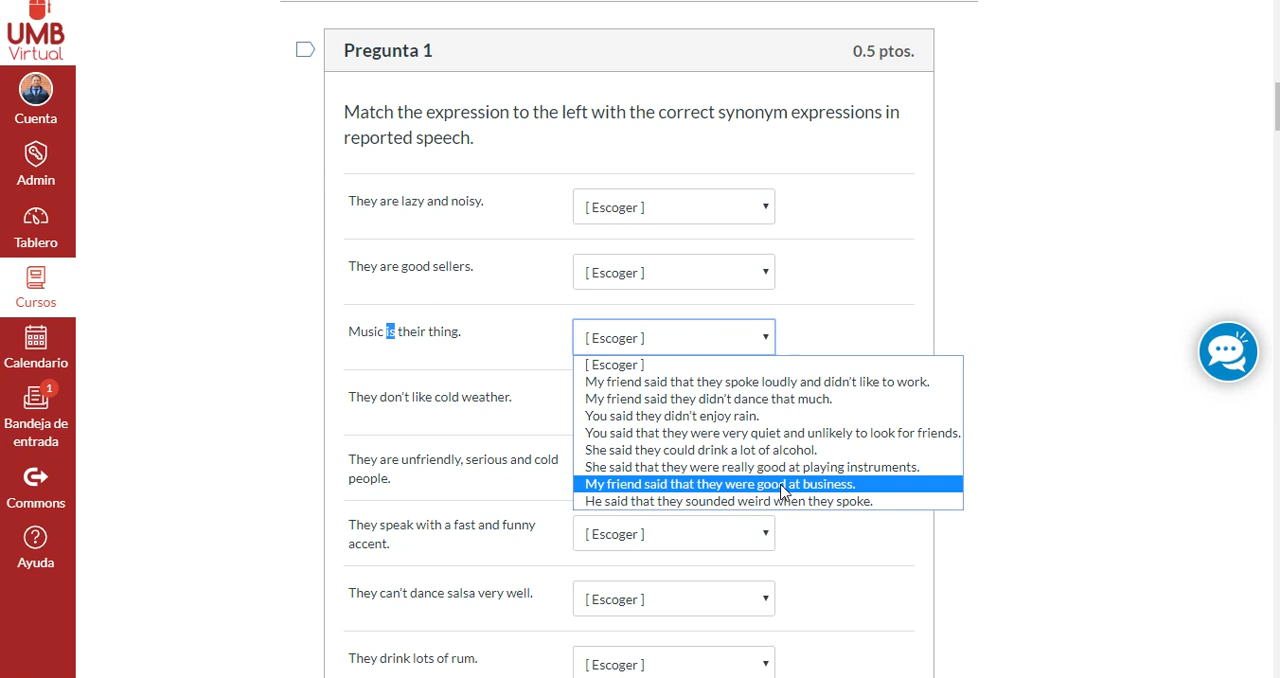 UMB
Virtual
Cuenta
Admin
Tablero
Cursos
Calendario
1
Bandeja de
entrada
Commons
Ayuda
Pregunta 1
0.5 ptos.
Match the expression to the left with the correct synonym expressions in
reported speech.
They are lazy and noisy.
[ Escoger ]
They are good sellers.
[ Escoger ]
Music is their thing.
[ Escoger ]
[ Escoger ]
My friend said that they spoke loudly and didn't like to work.
My friend said they didn't dance that much.
You said they didn't enjoy rain.
You said that they were very quiet and unlikely to look for friends.
She said they could drink a lot of alcohol.
She said that they were really good at playing instruments.
My friend said that they were good at business.
He said that they sounded weird when they spoke.
They don't like cold weather.
They are unfriendly, serious and cold
people.
They speak with a fast and funny
accent.
[ Escoger ]
They can't dance salsa very well.
[ Escoger ]
They drink lots of rum.
[ Escoger ]